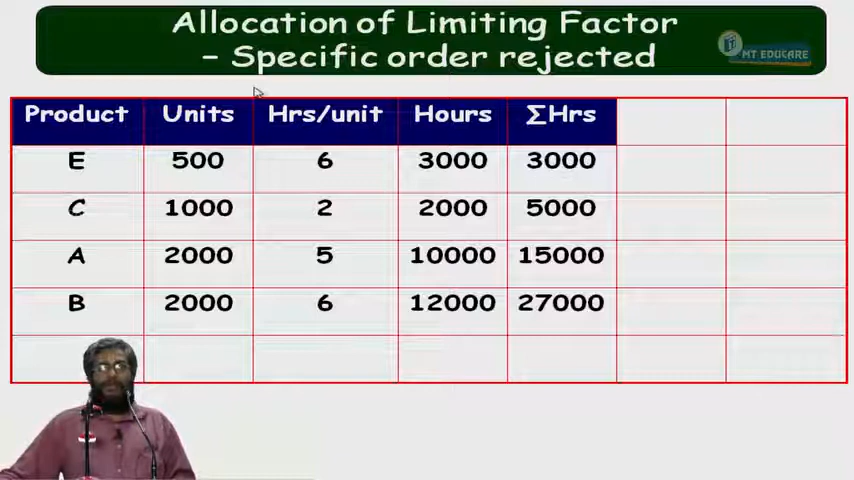 Allocation of Limiting Factor
– Specific order rejected
MT EDUCARE
Product Units Hrs/unit Hours ∑Hrs
E 500 6 3000 3000
C 1000 2 2000 5000
A 2000 5 10000 15000
B 2000 6 12000 27000